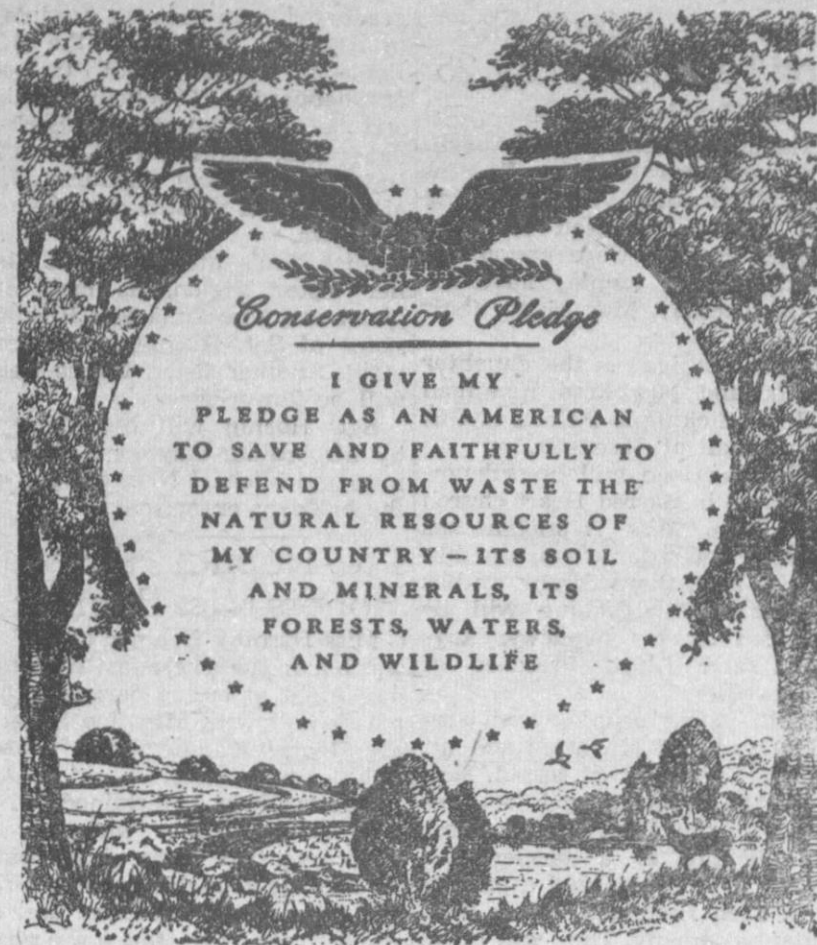 Conservation Pledge
I GIVE MY
PLEDGE AS AN AMERICAN
TO SAVE AND FAITHFULLY TO
DEFEND FROM WASTE THE
NATURAL RESOURCES OF
MY COUNTRY—ITS SOIL
AND MINERALS, ITS
FORESTS, WATERS,
AND WILDLIFE